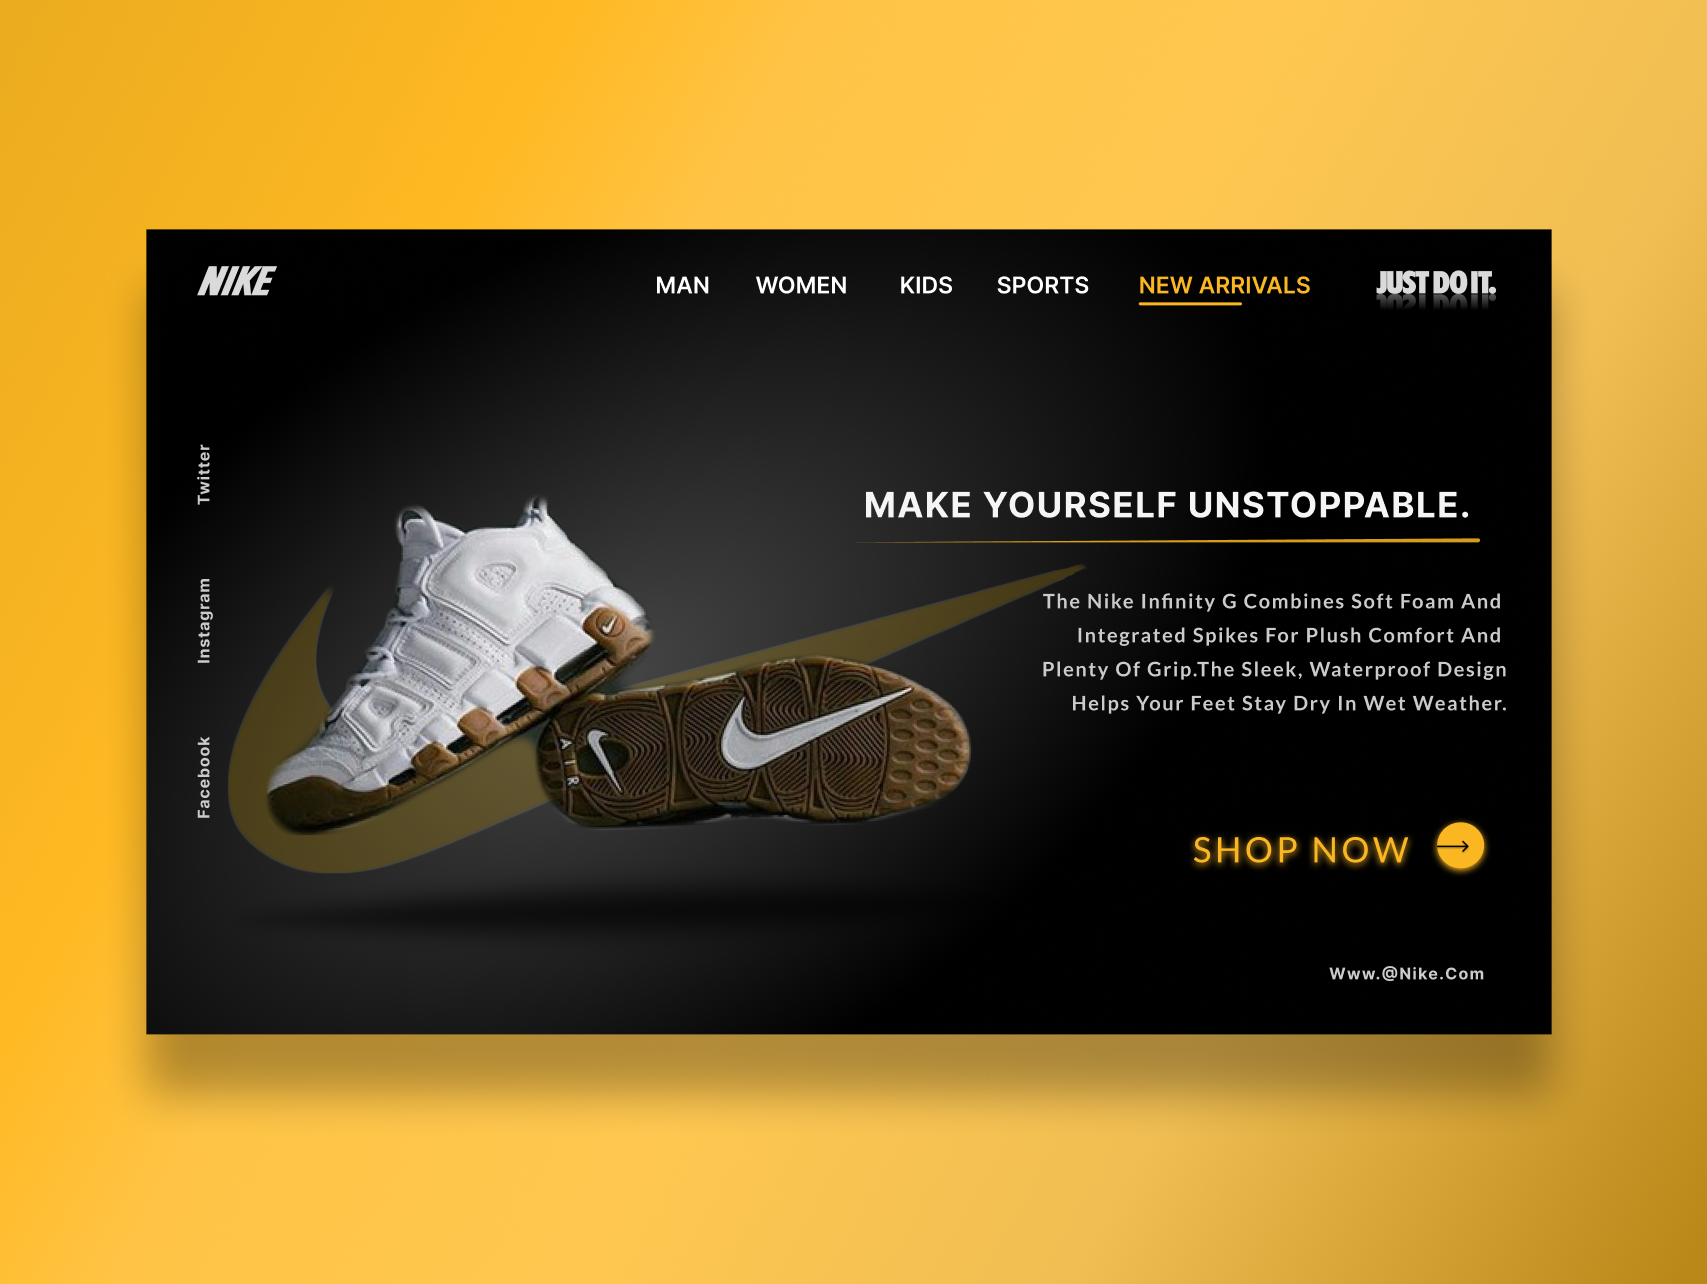 NIKE
MAN WOMEN KIDS SPORTS NEW ARRIVALS JUST DO IT.
Twitter
Instagram
Facebook
MAKE YOURSELF UNSTOPPABLE.
The Nike Infinity G Combines Soft Foam And
Integrated Spikes For Plush Comfort And
Plenty Of Grip.The Sleek, Waterproof Design
Helps Your Feet Stay Dry In Wet Weather.
AIR
SHOP NOW
Www.@Nike.Com